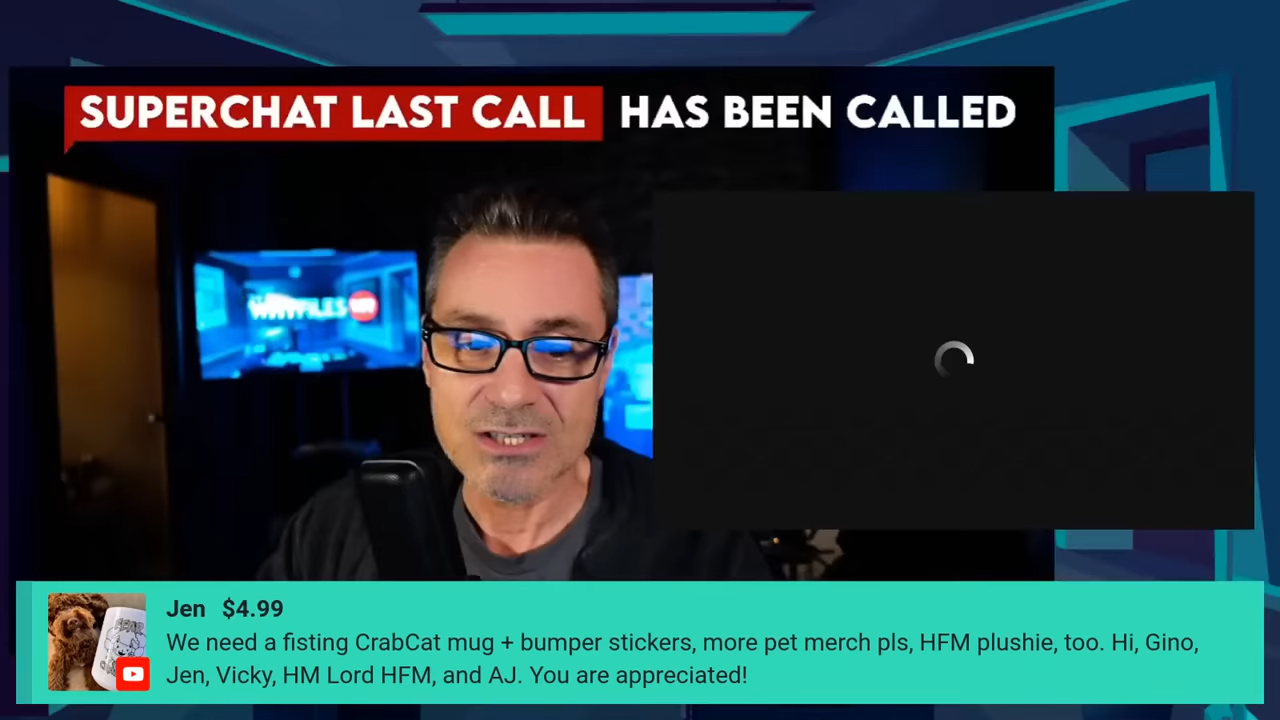 SUPERCHAT LAST CALL HAS BEEN CALLED
Jen $4.99
We need a fisting CrabCat mug + bumper stickers, more pet merch pls, HFM plushie, too. Hi, Gino,
Jen, Vicky, HM Lord HFM, and AJ. You are appreciated!